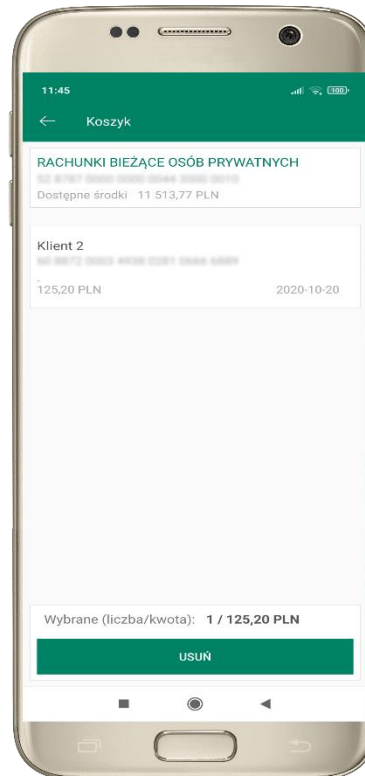 11:45
100
Koszyk
RACHUNKI BIEŻĄCE OSÓB PRYWATNYCH
Dostępne środki 11 513,77 PLN
Klient 2
.
125,20 PLN 2020-10-20
Wybrane (liczba/kwota): 1 / 125,20 PLN
USUŃ